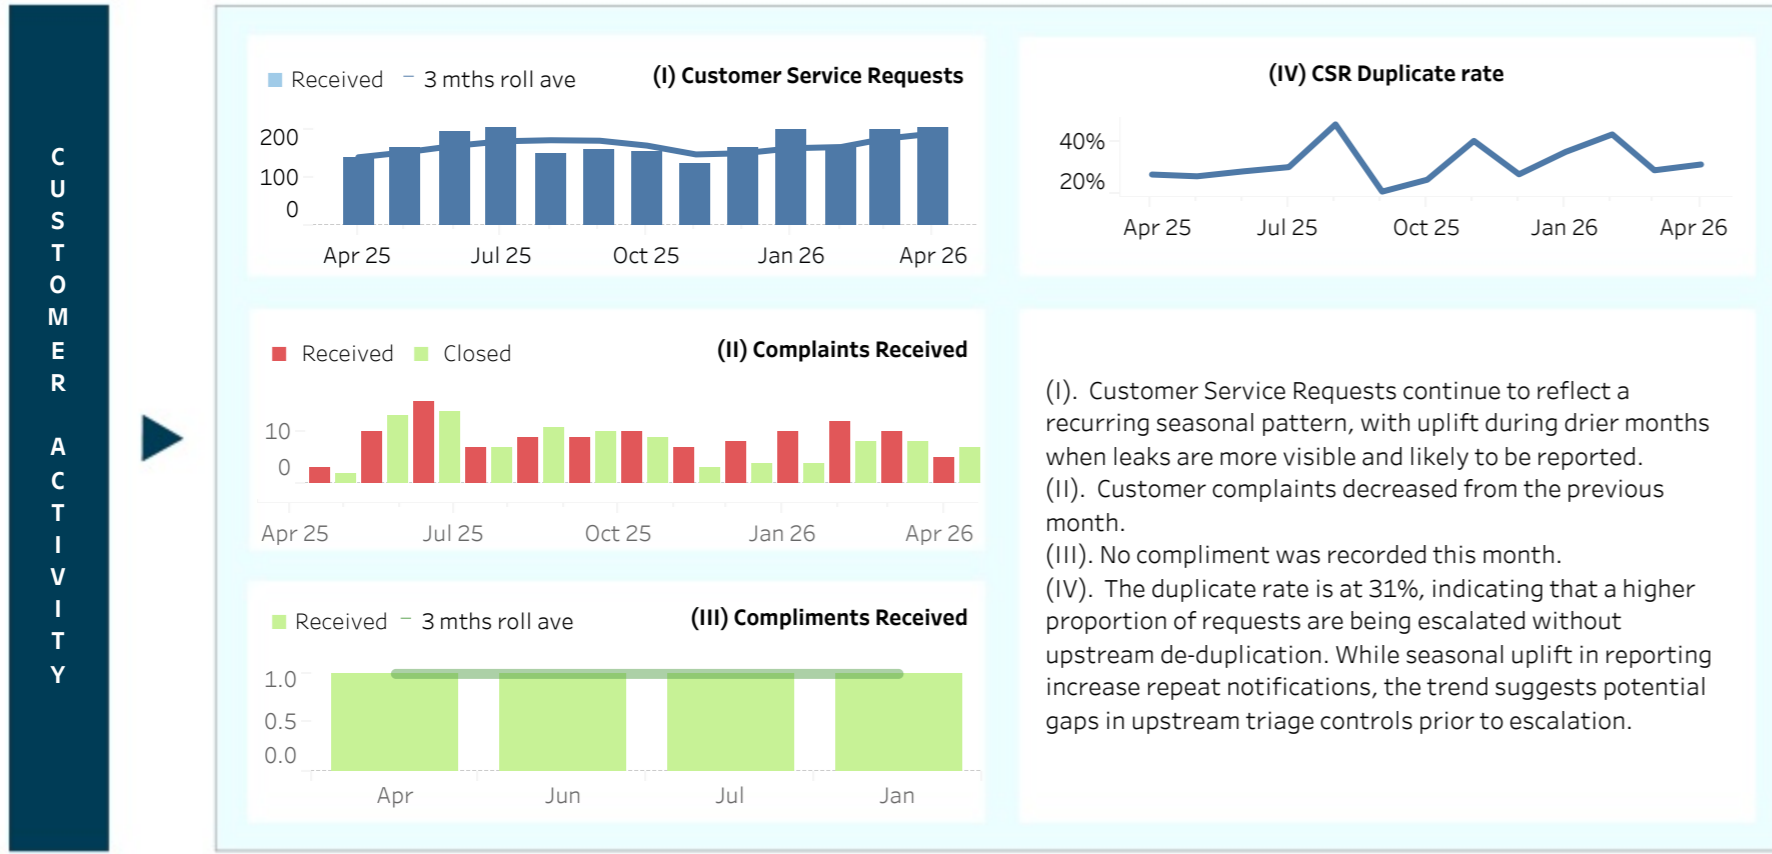 CUSTOMER ACTIVITY
Received
3 mths roll ave
(I) Customer Service Requests
200
100
0
Apr 25
Jul 25
Oct 25
Jan 26
Apr 26
(IV) CSR Duplicate rate
40%
20%
Apr 25
Jul 25
Oct 25
Jan 26
Apr 26
Received
Closed
(II) Complaints Received
10
0
Apr 25
Jul 25
Oct 25
Jan 26
Apr 26
Received
3 mths roll ave
(III) Compliments Received
1.0
0.5
0.0
Apr
Jun
Jul
Jan
(I). Customer Service Requests continue to reflect a
recurring seasonal pattern, with uplift during drier months
when leaks are more visible and likely to be reported.
(II). Customer complaints decreased from the previous
month.
(III). No compliment was recorded this month.
(IV). The duplicate rate is at 31%, indicating that a higher
proportion of requests are being escalated without
upstream de-duplication. While seasonal uplift in reporting
increase repeat notifications, the trend suggests potential
gaps in upstream triage controls prior to escalation.